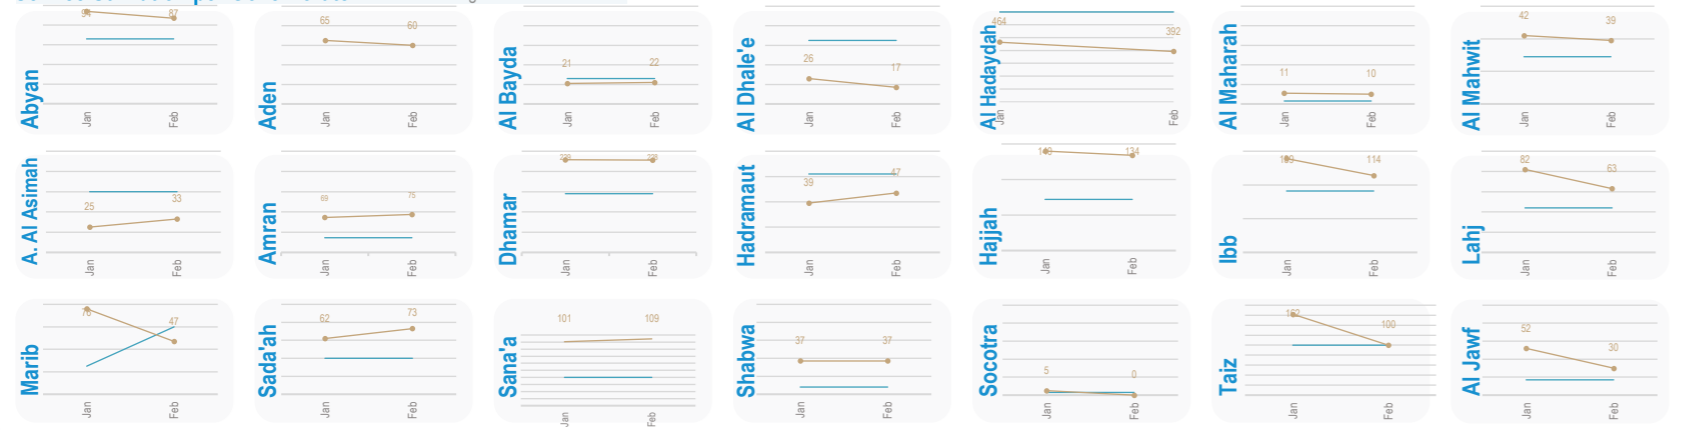 94 87
Abyan
Jan Feb
65 60
Aden
Jan Feb
21 22
Al Bayda
Jan Feb
26 17
Al Dhale'e
Jan Feb
464 392
Al Hadaydah
Jan Feb
11 10
Al Maharah
Jan Feb
42 39
Al Mahwit
Jan Feb
25 33
A. Al Asimah
Jan Feb
69 75
Amran
Jan Feb
Dhamar
Jan Feb
39 47
Hadramaut
Jan Feb
134
Hajjah
Jan Feb
114
Ibb
Jan Feb
82 63
Lahj
Jan Feb
76 47
Marib
Jan Feb
62 73
Sada'ah
Jan Feb
101 109
Sana'a
Jan Feb
37 37
Shabwa
Jan Feb
5 0
Socotra
Jan Feb
100
Taiz
Jan Feb
52 30
Al Jawf
Jan Feb